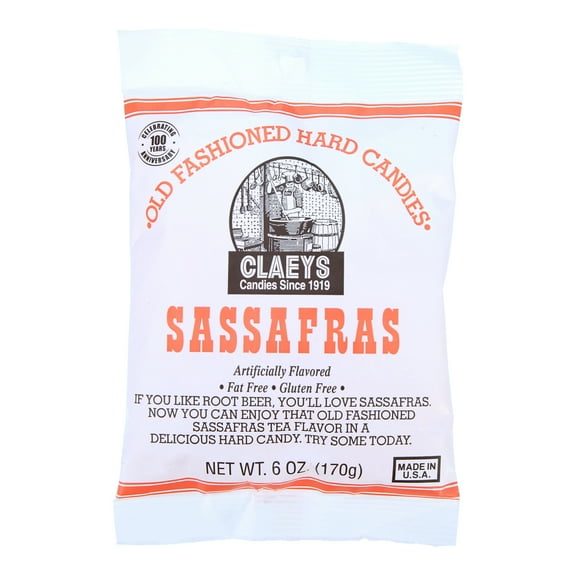 CELEBRATING
100
YEARS
ANNIVERSARY
•OLD FASHIONED HARD CANDIES•
CLAEYS
Candies Since 1919
SASSAFRAS
Artificially Flavored
• Fat Free • Gluten Free •
IF YOU LIKE ROOT BEER, YOU'LL LOVE SASSAFRAS.
NOW YOU CAN ENJOY THAT OLD FASHIONED
SASSAFRAS TEA FLAVOR IN A
DELICIOUS HARD CANDY. TRY SOME TODAY.
NET WT. 6 OZ. (170g)
MADE IN
U.S.A.